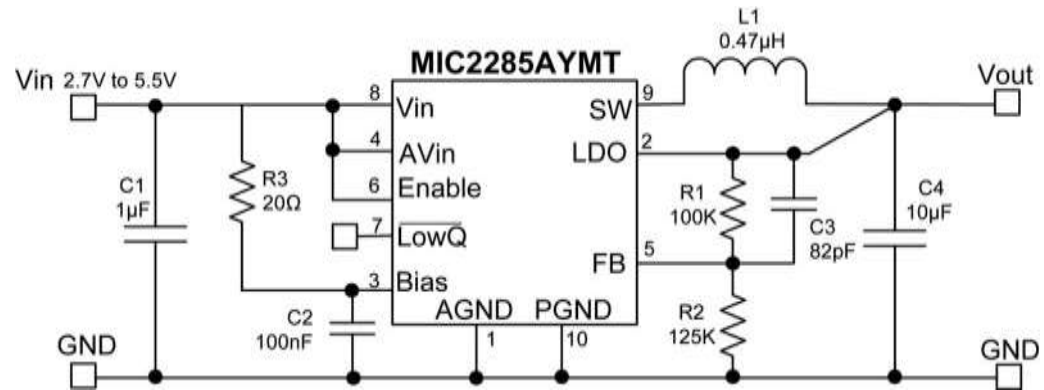 L1
0.47µH
MIC2285AYMT
Vin 2.7V to 5.5V
Vout
8
Vin
SW
9
4
AVin
LDO
2
6
Enable
7
LowQ
3
Bias
FB
5
AGND
PGND
1
10
C1
1µF
R3
20Ω
C2
100nF
R1
100K
C3
82pF
R2
125K
C4
10µF
GND
GND